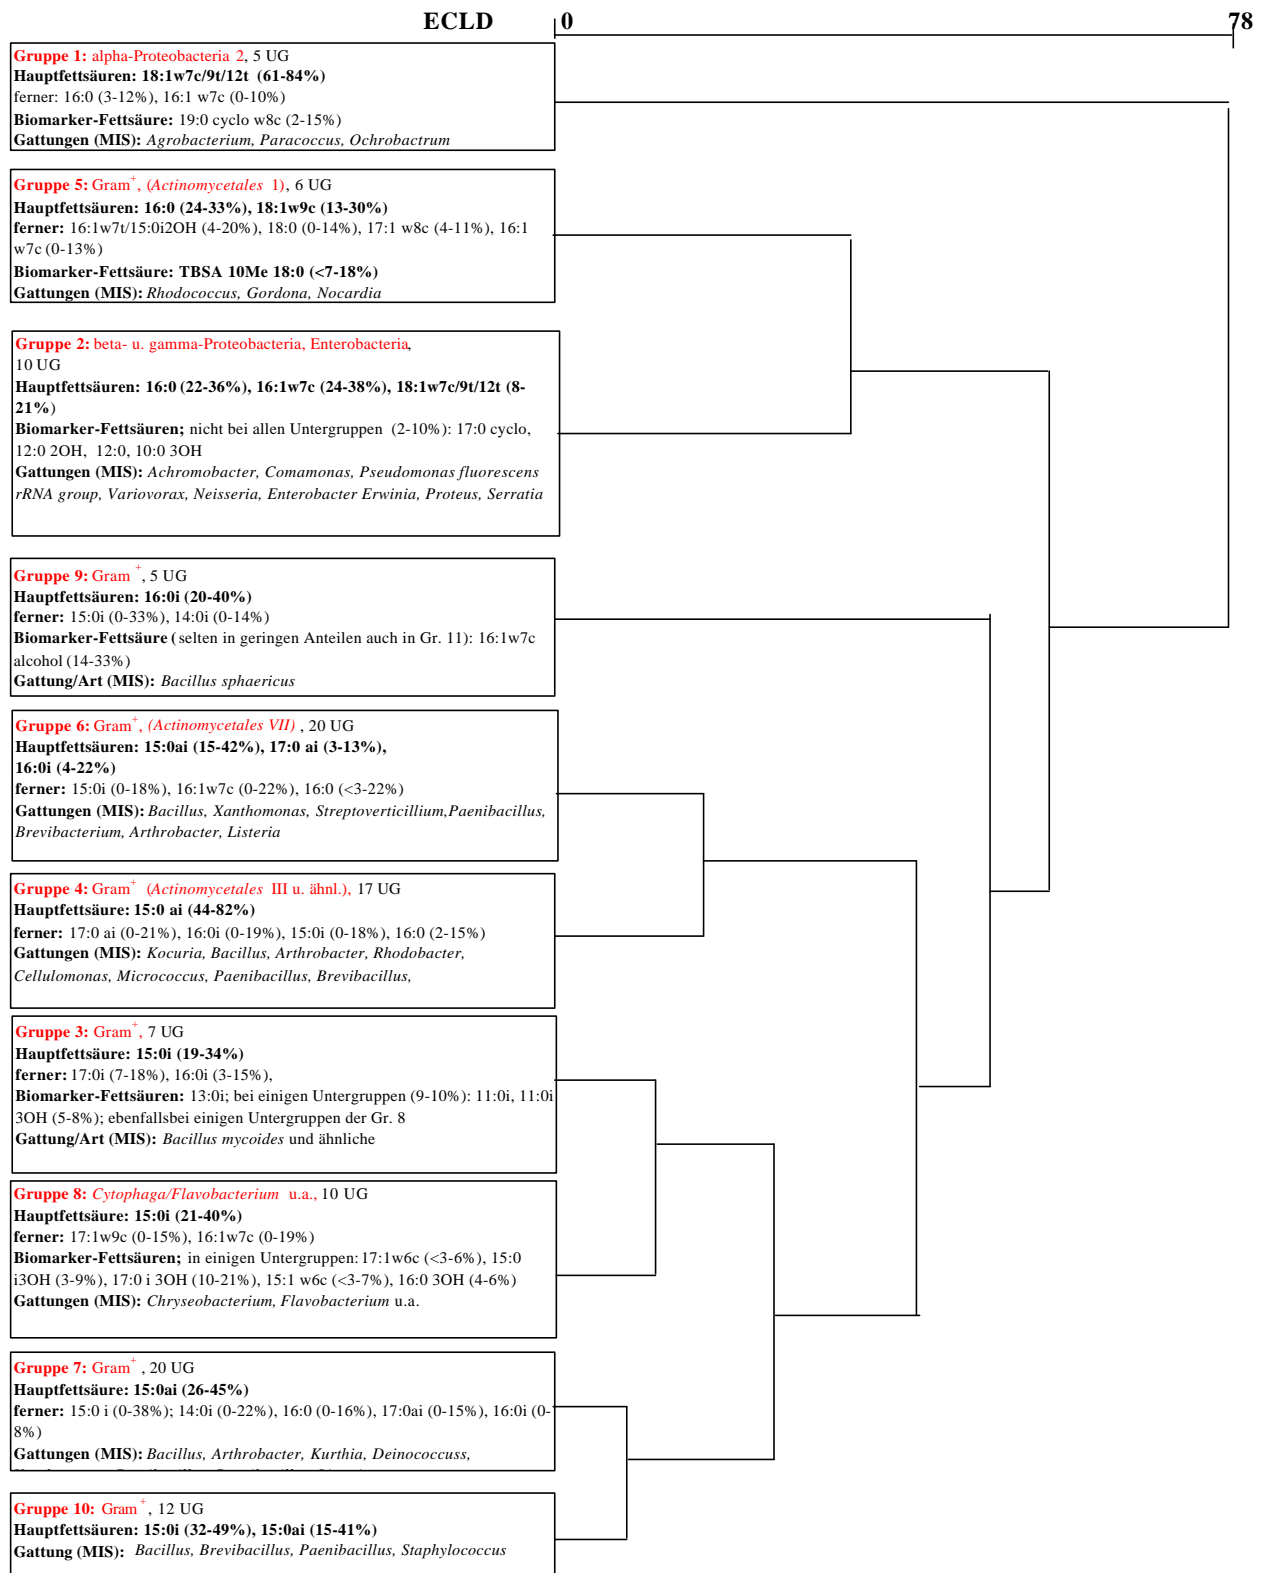 ECLD 0 78
Gruppe 1: alpha-Proteobacteria 2, 5 UG
Hauptfettsäuren: 18:1w7c/9t/12t (61-84%)
ferner: 16:0 (3-12%), 16:1 w7c (0-10%)
Biomarker-Fettsäure: 19:0 cyclo w8c (2-15%)
Gattungen (MIS): Agrobacterium, Paracoccus, Ochrobactrum
Gruppe 5: Gram+, (Actinomycetales 1), 6 UG
Hauptfettsäuren: 16:0 (24-33%), 18:1w9c (13-30%)
ferner: 16:1w7t/15:0i2OH (4-20%), 18:0 (0-14%), 17:1 w8c (4-11%), 16:1
w7c (0-13%)
Biomarker-Fettsäure: TBSA 10Me 18:0 (<7-18%)
Gattungen (MIS): Rhodococcus, Gordona, Nocardia
Gruppe 2: beta- u. gamma-Proteobacteria, Enterobacteria,
10 UG
Hauptfettsäuren: 16:0 (22-36%), 16:1w7c (24-38%), 18:1w7c/9t/12t (8-
21%)
Biomarker-Fettsäuren; nicht bei allen Untergruppen (2-10%): 17:0 cyclo,
12:0 2OH, 12:0, 10:0 3OH
Gattungen (MIS): Achromobacter, Comamonas, Pseudomonas fluorescens
rRNA group, Variovorax, Neisseria, Enterobacter Erwinia, Proteus, Serratia
Gruppe 9: Gram +, 5 UG
Hauptfettsäuren: 16:0i (20-40%)
ferner: 15:0i (0-33%), 14:0i (0-14%)
Biomarker-Fettsäure (selten in geringen Anteilen auch in Gr. 11): 16:1w7c
alcohol (14-33%)
Gattung/Art (MIS): Bacillus sphaericus
Gruppe 6: Gram+, (Actinomycetales VII) , 20 UG
Hauptfettsäuren: 15:0ai (15-42%), 17:0 ai (3-13%),
16:0i (4-22%)
ferner: 15:0i (0-18%), 16:1w7c (0-22%), 16:0 (<3-22%)
Gattungen (MIS): Bacillus, Xanthomonas, Streptoverticillium,Paenibacillus,
Brevibacterium, Arthrobacter, Listeria
Gruppe 4: Gram+ (Actinomycetales III u. ähnl.), 17 UG
Hauptfettsäure: 15:0 ai (44-82%)
ferner: 17:0 ai (0-21%), 16:0i (0-19%), 15:0i (0-18%), 16:0 (2-15%)
Gattungen (MIS): Kocuria, Bacillus, Arthrobacter, Rhodobacter,
Cellulomonas, Micrococcus, Paenibacillus, Brevibacillus,
Gruppe 3: Gram+, 7 UG
Hauptfettsäure: 15:0i (19-34%)
ferner: 17:0i (7-18%), 16:0i (3-15%),
Biomarker-Fettsäuren: 13:0i; bei einigen Untergruppen (9-10%): 11:0i, 11:0i
3OH (5-8%); ebenfallsbei einigen Untergruppen der Gr. 8
Gattung/Art (MIS): Bacillus mycoides und ähnliche
Gruppe 8: Cytophaga/Flavobacterium u.a., 10 UG
Hauptfettsäure: 15:0i (21-40%)
ferner: 17:1w9c (0-15%), 16:1w7c (0-19%)
Biomarker-Fettsäuren; in einigen Untergruppen: 17:1w6c (<3-6%), 15:0
i3OH (3-9%), 17:0 i 3OH (10-21%), 15:1 w6c (<3-7%), 16:0 3OH (4-6%)
Gattungen (MIS): Chryseobacterium, Flavobacterium u.a.
Gruppe 7: Gram+ , 20 UG
Hauptfettsäure: 15:0ai (26-45%)
ferner: 15:0 i (0-38%); 14:0i (0-22%), 16:0 (0-16%), 17:0ai (0-15%), 16:0i (0-
8%)
Gattungen (MIS): Bacillus, Arthrobacter, Kurthia, Deinococcuss,
Gruppe 10: Gram +, 12 UG
Hauptfettsäuren: 15:0i (32-49%), 15:0ai (15-41%)
Gattung (MIS): Bacillus, Brevibacillus, Paenibacillus, Staphylococcus